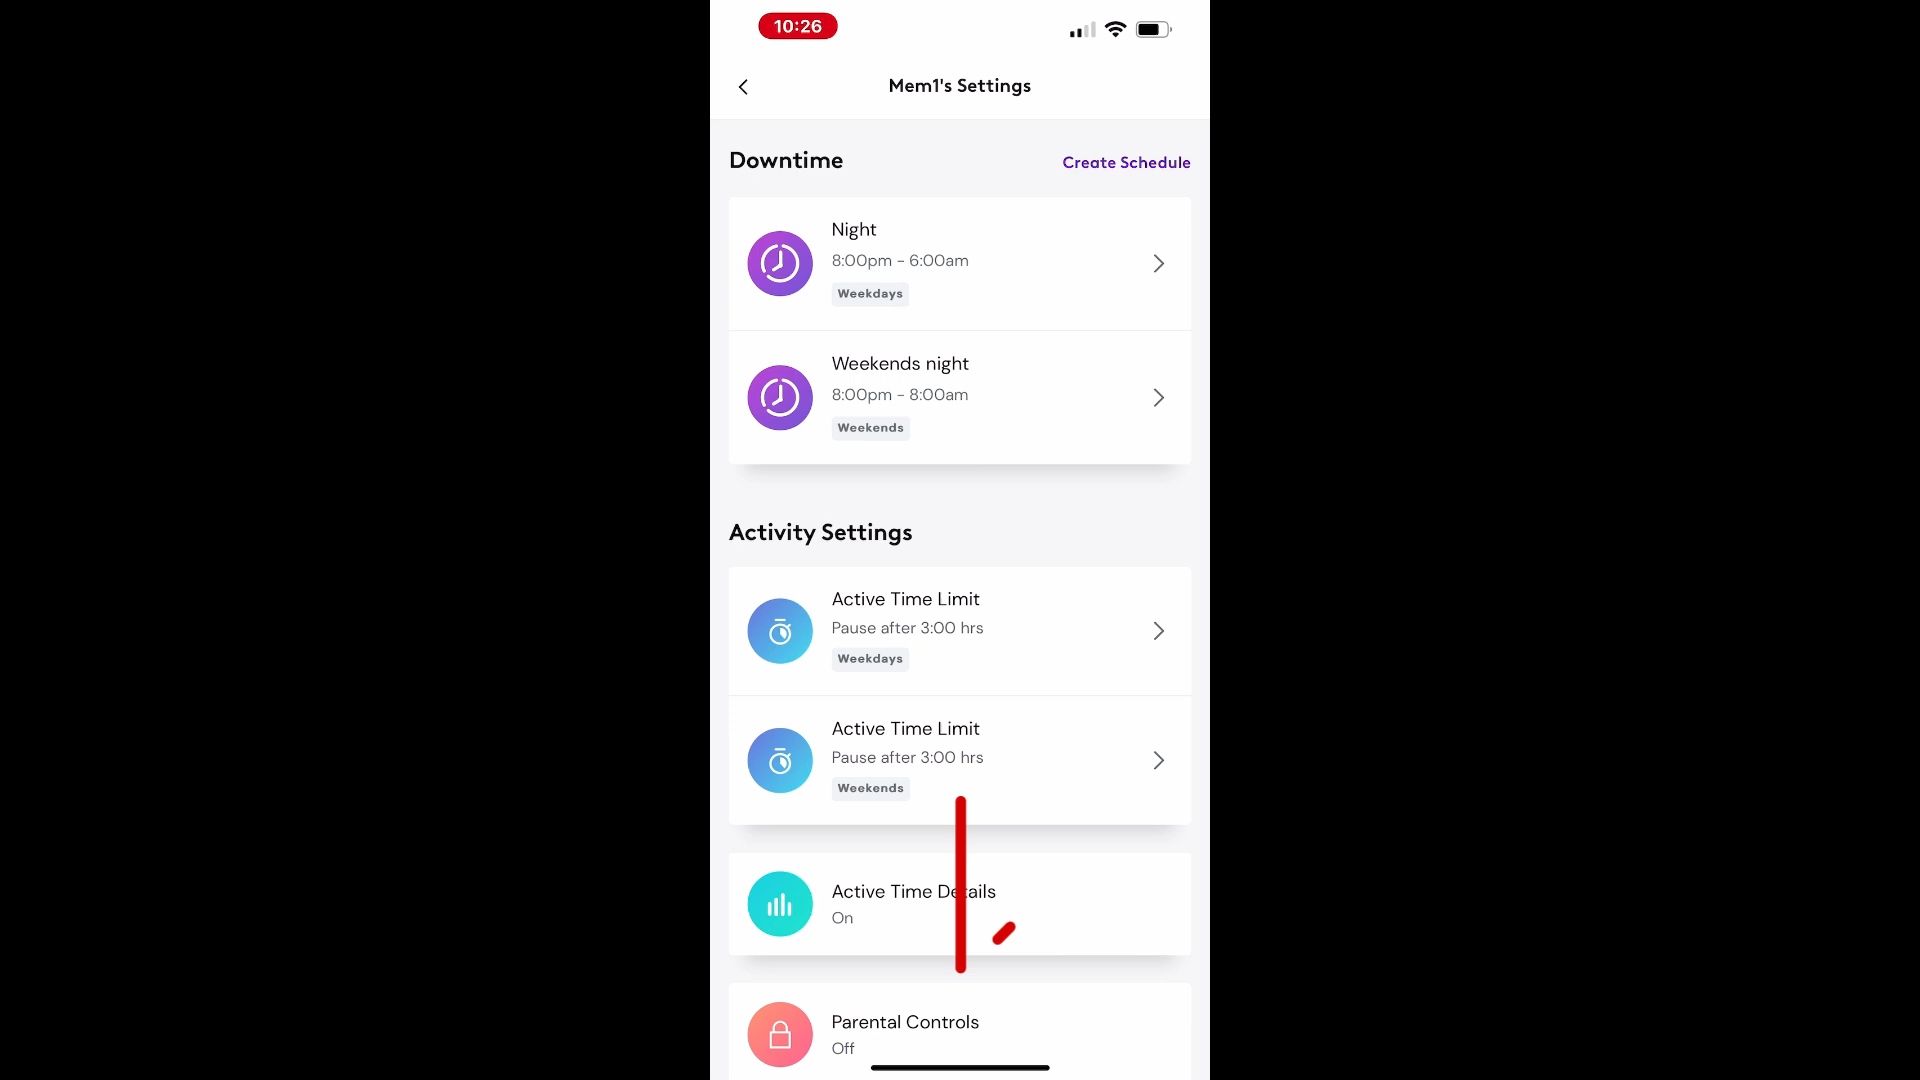 10:26
Mem1's Settings
Downtime
Create Schedule
Night
8:00pm - 6:00am
Weekdays
Weekends night
8:00pm - 8:00am
Weekends
Activity Settings
Active Time Limit
Pause after 3:00 hrs
Weekdays
Active Time Limit
Pause after 3:00 hrs
Weekends
Active Time Details
On
Parental Controls
Off